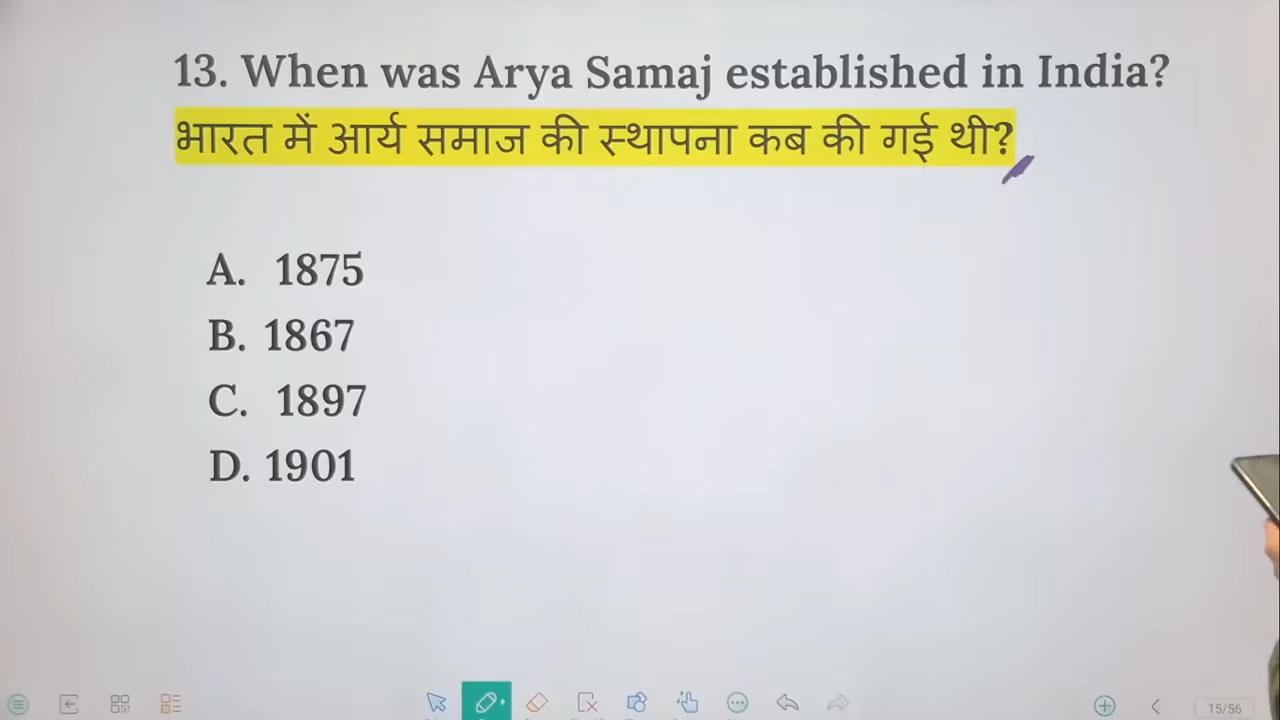 13. When was Arya Samaj established in India?
भारत में आर्य समाज की स्थापना कब की गई थी?
A. 1875
B. 1867
C. 1897
D. 1901
15/56